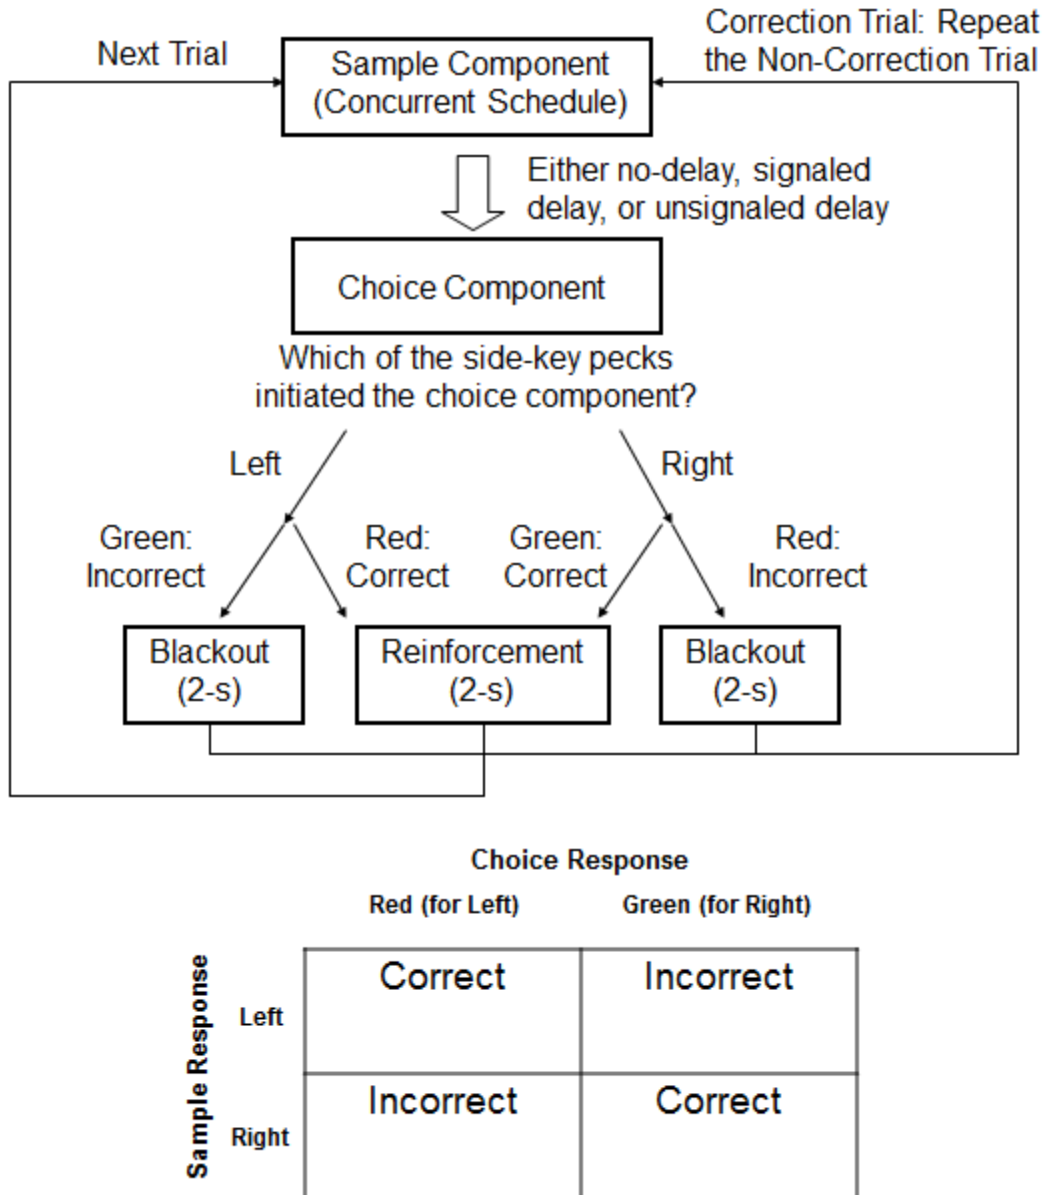 Correction Trial: Repeat
the Non-Correction Trial
Next Trial
Sample Component
(Concurrent Schedule)
Either no-delay, signaled
delay, or unsignaled delay
Choice Component
Which of the side-key pecks
initiated the choice component?
Left
Right
Green:
Incorrect
Red:
Correct
Green:
Correct
Red:
Incorrect
Blackout
(2-s)
Reinforcement
(2-s)
Blackout
(2-s)
Choice Response
Red (for Left)
Green (for Right)
Sample Response
Left
Correct
Incorrect
Right
Incorrect
Correct